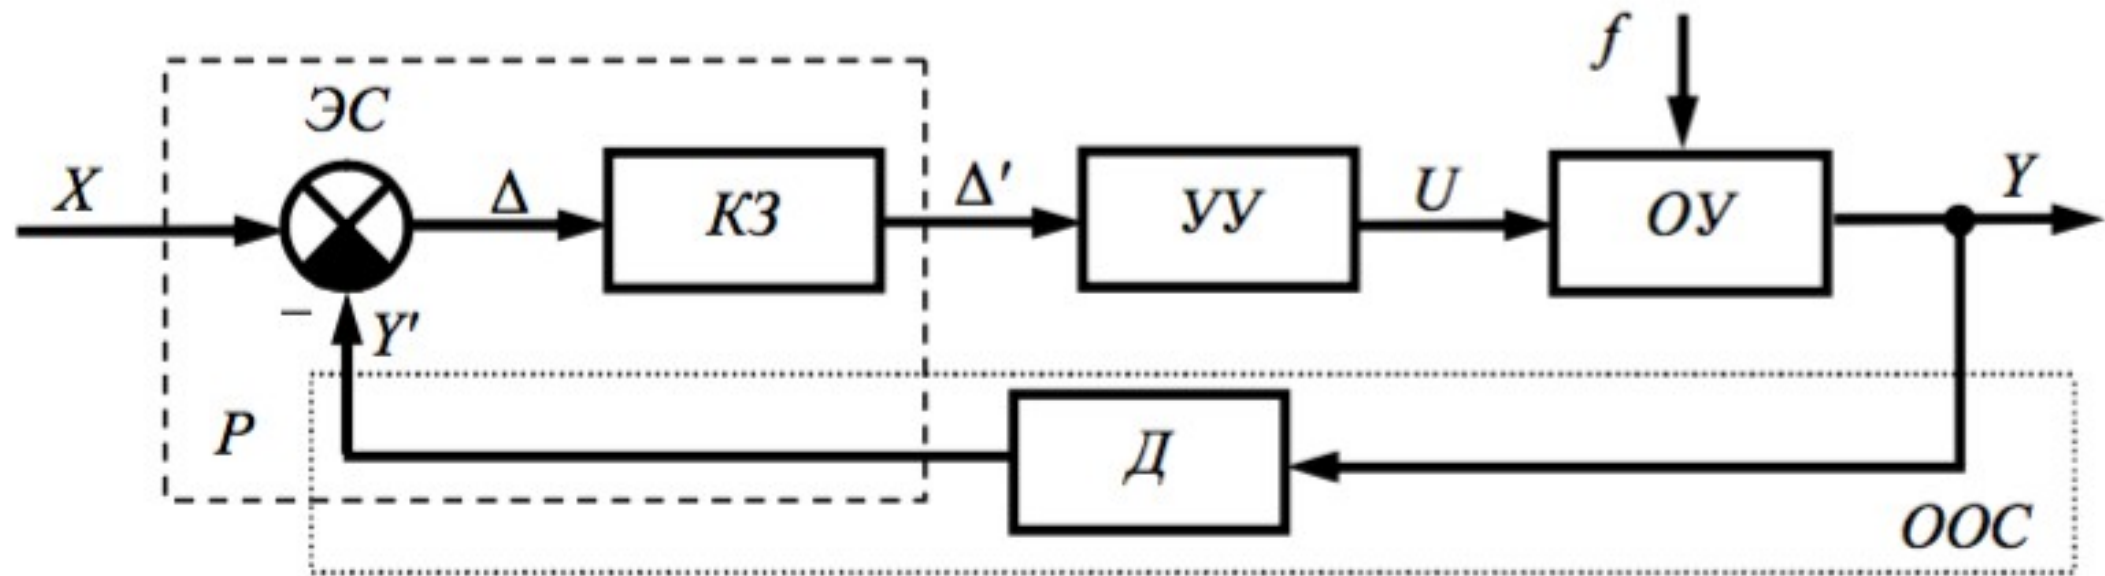 f
ЭС
X
Δ
КЗ
Δ′
УУ
U
ОУ
Y
–
Y′
Р
Д
ООС